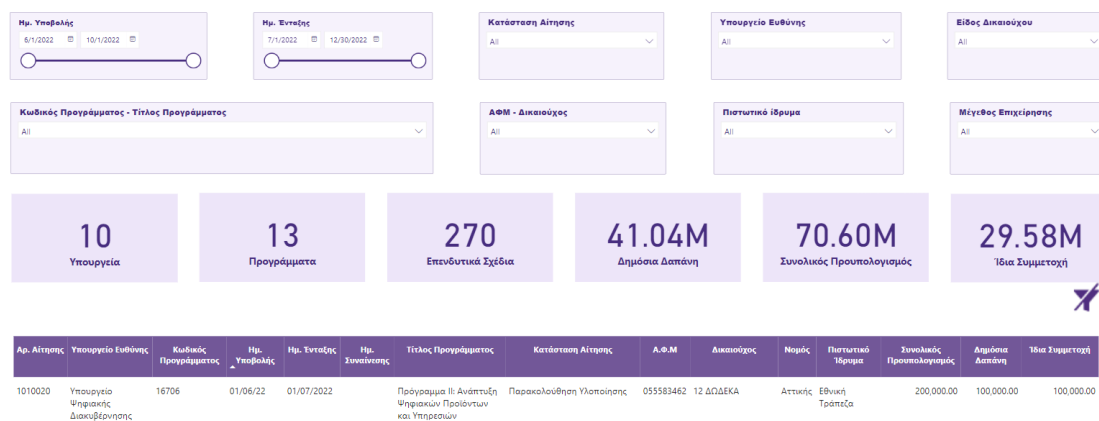 Ημ. Υποβολής
Ημ. Ένταξης
Κατάσταση Αίτησης
Υπουργείο Ευθύνης
Είδος Δικαιούχου
6/1/2022 10/1/2022
7/1/2022 12/30/2022
All
All
All
Κωδικός Προγράμματος - Τίτλος Προγράμματος
ΑΦΜ - Δικαιούχος
Πιστωτικό ίδρυμα
Μέγεθος Επιχείρησης
All
All
All
All
10
13
270
41.04M
70.60M
29.58M
Υπουργεία
Προγράμματα
Επενδυτικά Σχέδια
Δημόσια Δαπάνη
Συνολικός Προυπολογισμός
Ίδια Συμμετοχή
Αρ. Αίτησης Υπουργείο Ευθύνης Κωδικός Προγράμματος Ημ. Υποβολής Ημ. Ένταξης Ημ. Συναίνεσης Τίτλος Προγράμματος Κατάσταση Αίτησης Α.Φ.Μ Δικαιούχος Νομός Πιστωτικό Ίδρυμα Συνολικός Προυπολογισμός Δημόσια Δαπάνη Ίδια Συμμετοχή
1010020 Υπουργείο 16706 01/06/22 01/07/2022 Πρόγραμμα ΙΙ: Ανάπτυξη Παρακολούθηση Υλοποίησης 055583462 12 ΔΩΔΕΚΑ Αττικής Εθνική 200,000.00 100,000.00 100,000.00
Ψηφιακής Ψηφιακών Προϊόντων Τράπεζα
Διακυβέρνησης και Υπηρεσιών